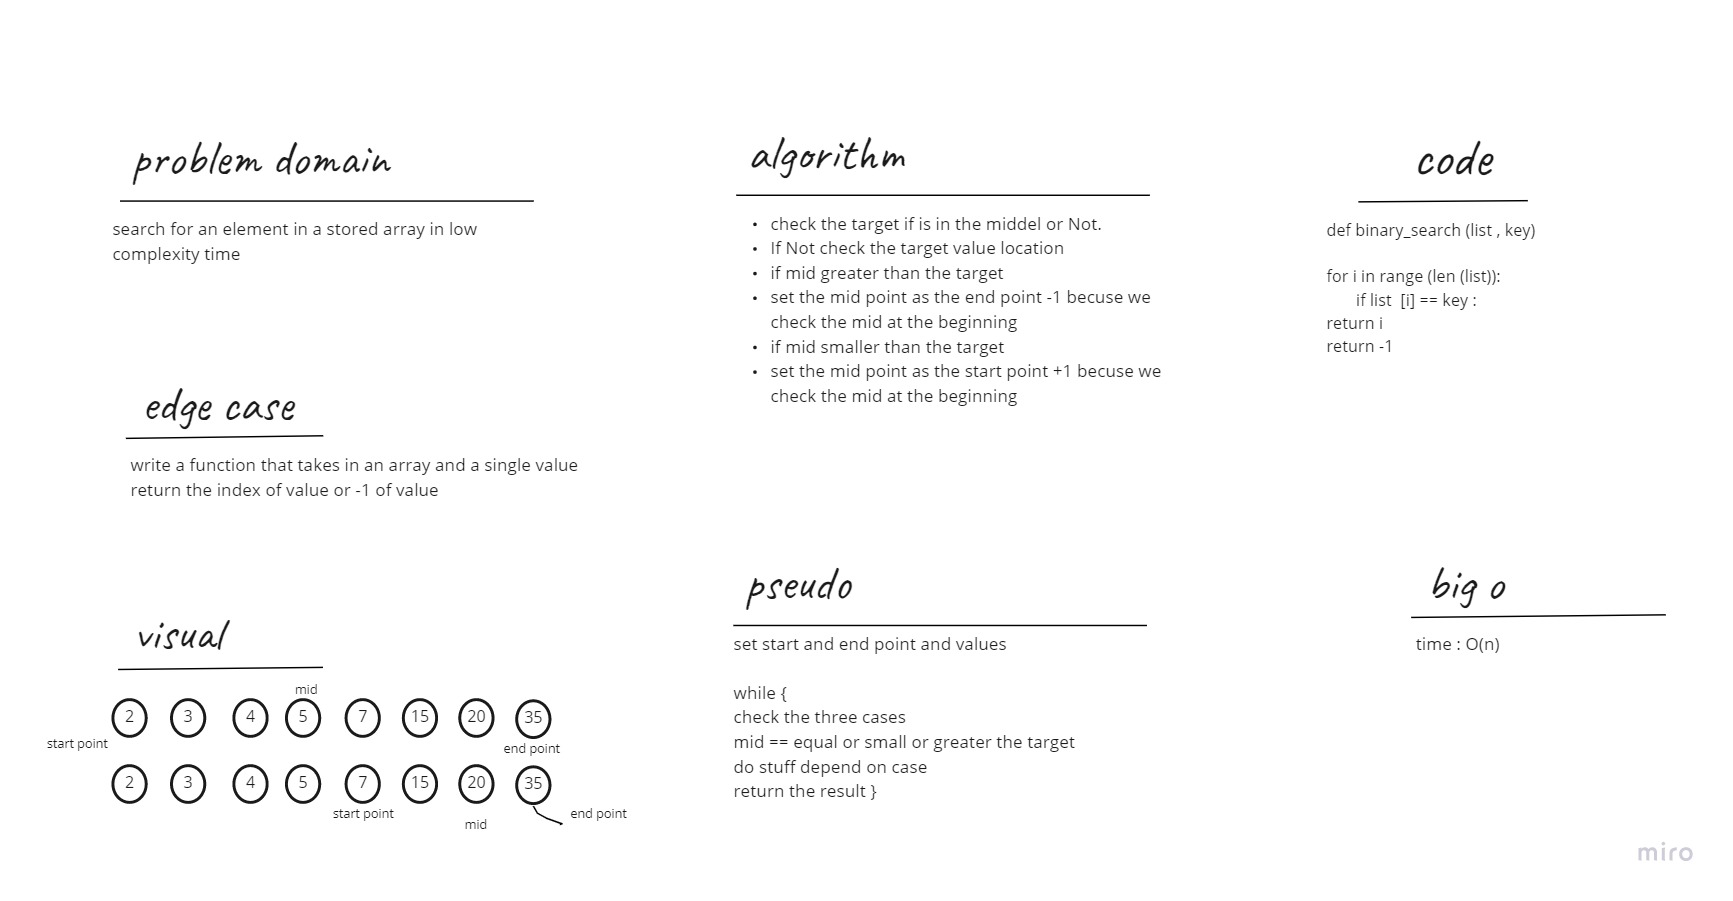 problem domain
search for an element in a stored array in low
complexity time
edge case
write a function that takes in an array and a single value
return the index of value or -1 of value
visual
mid
2 3 4 5 7 15 20 35
start point
end point
2 3 4 5 7 15 20 35
start point
end point
mid
algorithm
• check the target if is in the middel or Not.
• If Not check the target value location
• if mid greater than the target
• set the mid point as the end point -1 becuse we
check the mid at the beginning
• if mid smaller than the target
• set the mid point as the start point +1 becuse we
check the mid at the beginning
pseudo
set start and end point and values
while {
check the three cases
mid == equal or small or greater the target
do stuff depend on case
return the result }
code
def binary_search (list , key)
for i in range (len (list)):
if list [i] == key :
return i
return -1
big o
time : O(n)
miro